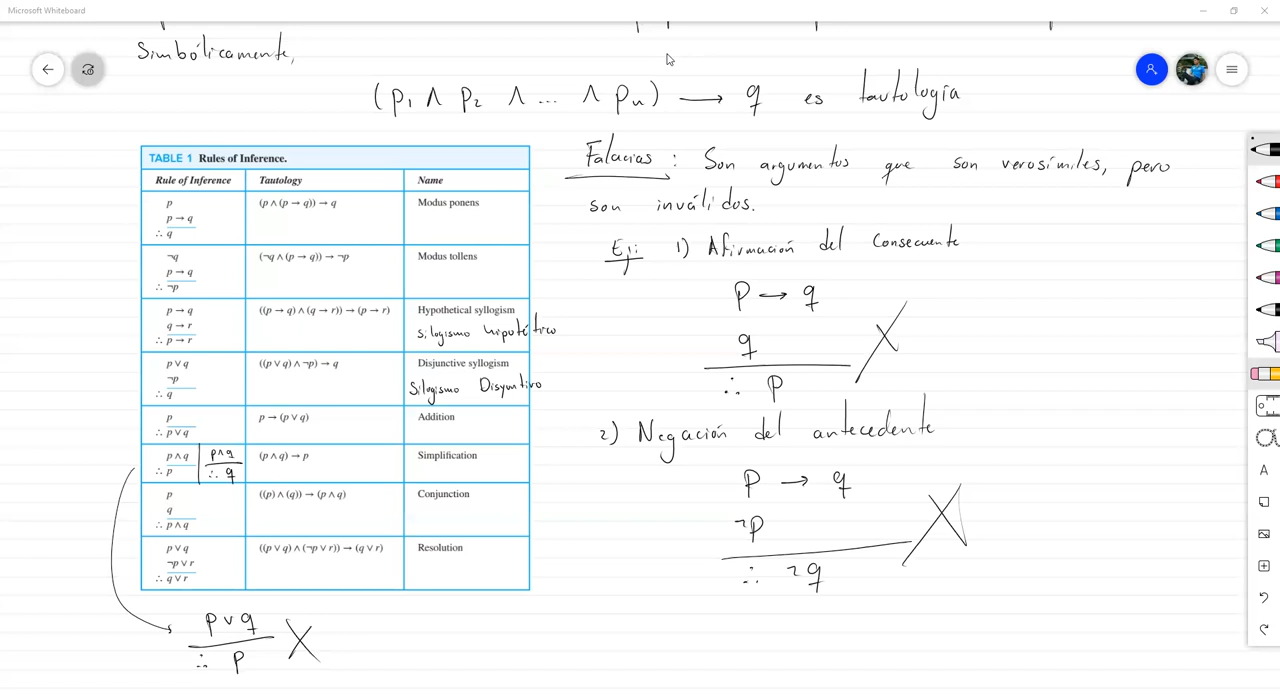 Microsoft Whiteboard
Simbólicamente,
(p₁ ∧ p₂ ∧ ... ∧ pₙ) → q es tautología
TABLE 1 Rules of Inference.
Rule of Inference Tautology Name
p
p → q
∴ q
(p ∧ (p → q)) → q
Modus ponens
¬q
p → q
∴ ¬p
(¬q ∧ (p → q)) → ¬p
Modus tollens
p → q
q → r
∴ p → r
((p → q) ∧ (q → r)) → (p → r)
Hypothetical syllogism
Silogismo hipotético
p ∨ q
¬p
∴ q
((p ∨ q) ∧ ¬p) → q
Disjunctive syllogism
Silogismo Disyuntivo
p
∴ p ∨ q
p → (p ∨ q)
Addition
p ∧ q
∴ p
p ∧ q
∴ q
(p ∧ q) → p
Simplification
p
q
∴ p ∧ q
((p) ∧ (q)) → (p ∧ q)
Conjunction
p ∨ q
¬p ∨ r
∴ q ∨ r
((p ∨ q) ∧ (¬p ∨ r)) → (q ∨ r)
Resolution
p ∨ q
∴ p
X
Falacias: Son argumentos que son verosímiles, pero
son inválidos.
Ej: 1) Afirmación del Consecuente
p → q
q
∴ p
X
2) Negación del antecedente
p → q
¬p
∴ ¬q
X
A